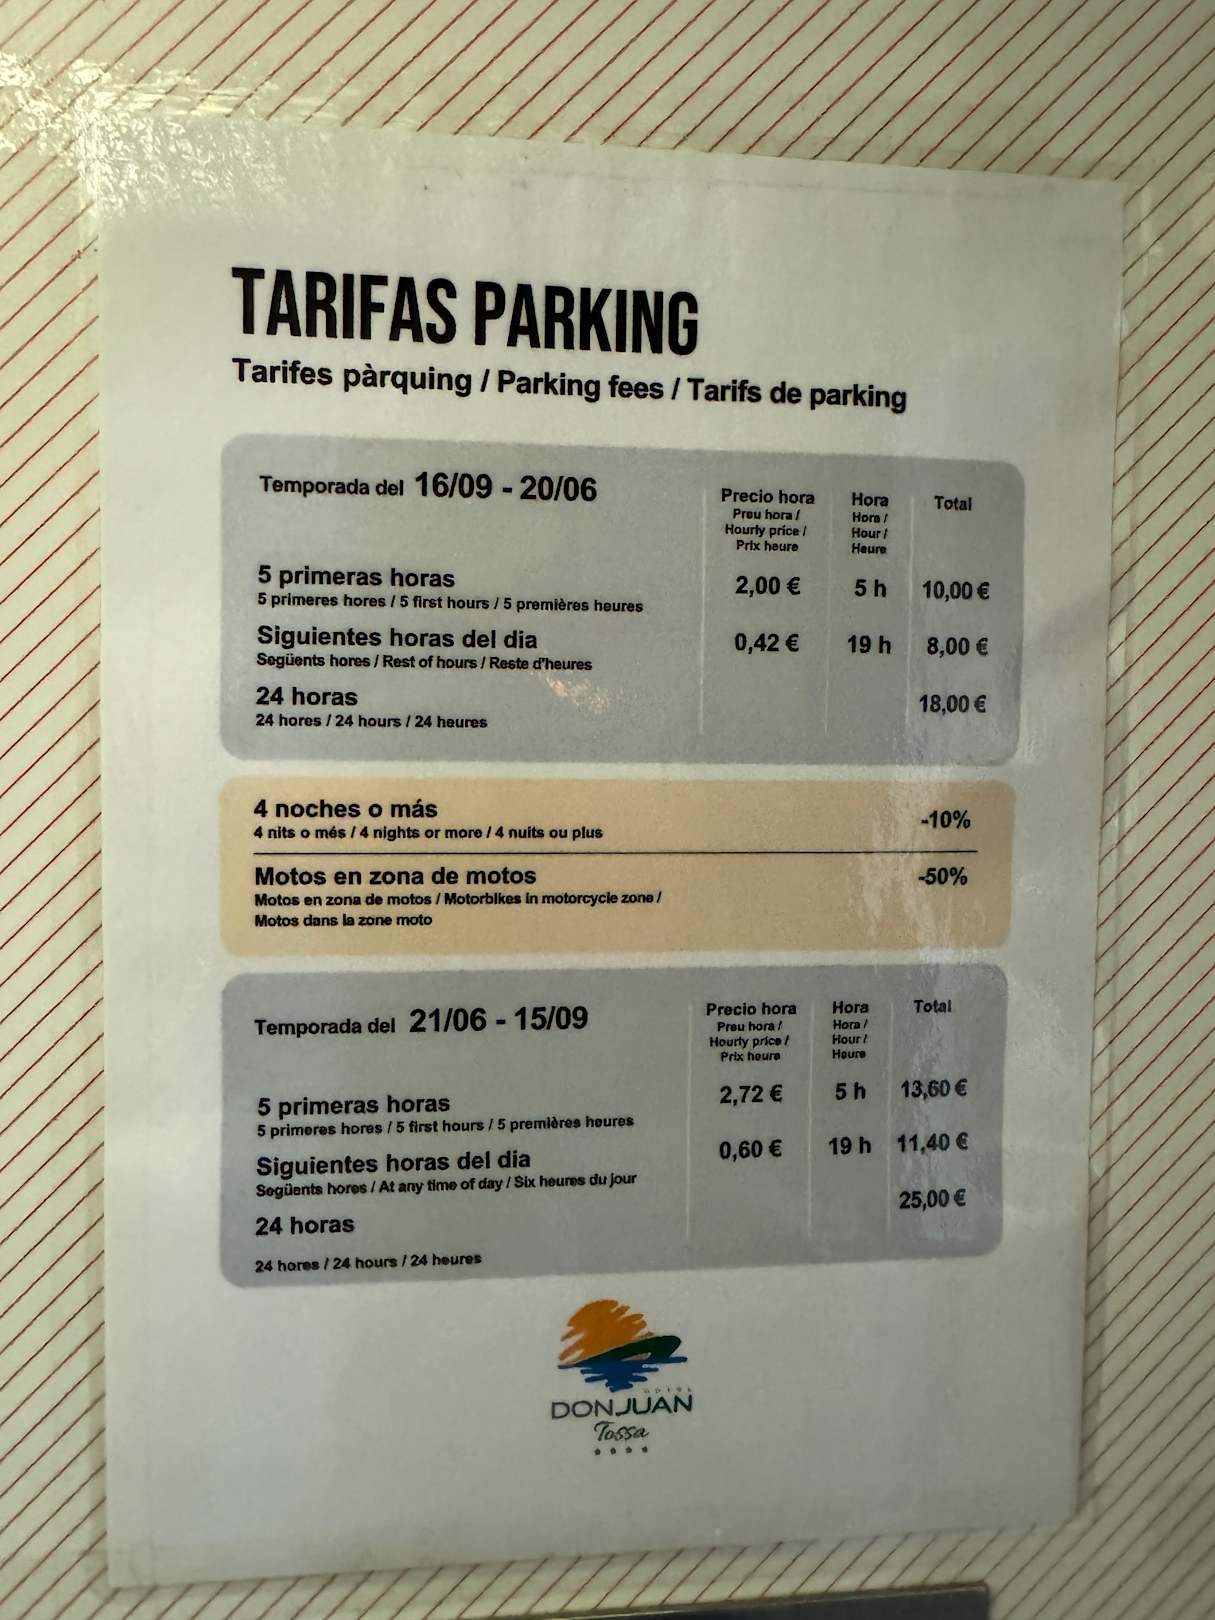 TARIFAS PARKING
Tarifes pàrquing / Parking fees / Tarifs de parking
Temporada del 16/09 - 20/06
Precio hora
Preu hora /
Hourly price /
Prix heure
Hora
Hora /
Hour /
Heure
Total
5 primeras horas 2,00 € 5 h 10,00 €
5 primeres hores / 5 first hours / 5 premières heures
Siguientes horas del dia 0,42 € 19 h 8,00 €
Següents hores / Rest of hours / Reste d'heures
24 horas 18,00 €
24 hores / 24 hours / 24 heures
4 noches o más -10%
4 nits o més / 4 nights or more / 4 nuits ou plus
Motos en zona de motos -50%
Motos en zona de motos / Motorbikes in motorcycle zone /
Motos dans la zone moto
Temporada del 21/06 - 15/09
Precio hora
Preu hora /
Hourly price /
Prix heure
Hora
Hora /
Hour /
Heure
Total
5 primeras horas 2,72 € 5 h 13,60 €
5 primeres hores / 5 first hours / 5 premières heures
Siguientes horas del dia 0,60 € 19 h 11,40 €
Següents hores / At any time of day / Six heures du jour
24 horas 25,00 €
24 hores / 24 hours / 24 heures
HOTEL
DONJUAN
Tossa